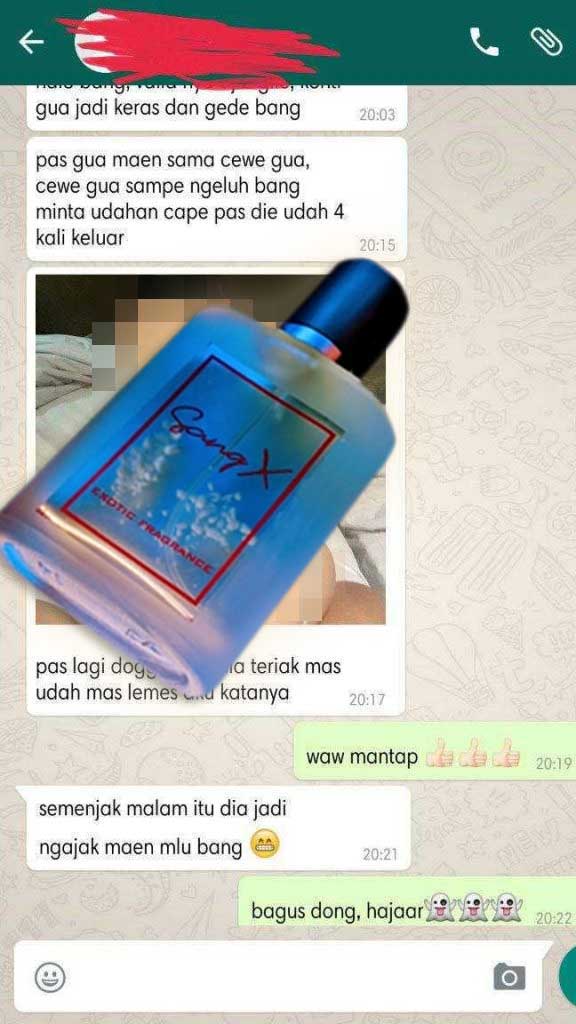 gua jadi keras dan gede bang
20:03
pas gua maen sama cewe gua,
cewe gua sampe ngeluh bang
minta udahan cape pas die udah 4
kali keluar
20:15
Sang X
EXOTIC FRAGRANCE
pas lagi teriak mas
udah mas lemes katanya
20:17
waw mantap 👍🏻👍🏻👍🏻
20:19
semenjak malam itu dia jadi
ngajak maen mlu bang 😁
20:21
bagus dong, hajaar👻👻👻
20:22